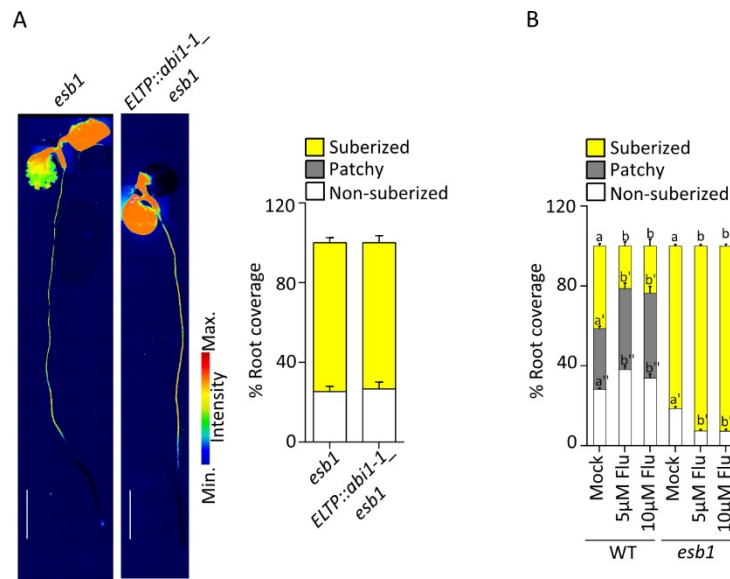 A
esb1
ELTP::abi1-1_
esb1
Max.
Intensity
Min.
Suberized
Patchy
Non-suberized
120
80
40
0
% Root coverage
esb1
ELTP::abi1-1_
esb1
B
Suberized
Patchy
Non-suberized
120
80
40
0
% Root coverage
a b b a b b
a' b' b' a' b' b'
a" b" b"
Mock 5µM Flu 10µM Flu Mock 5µM Flu 10µM Flu
WT esb1